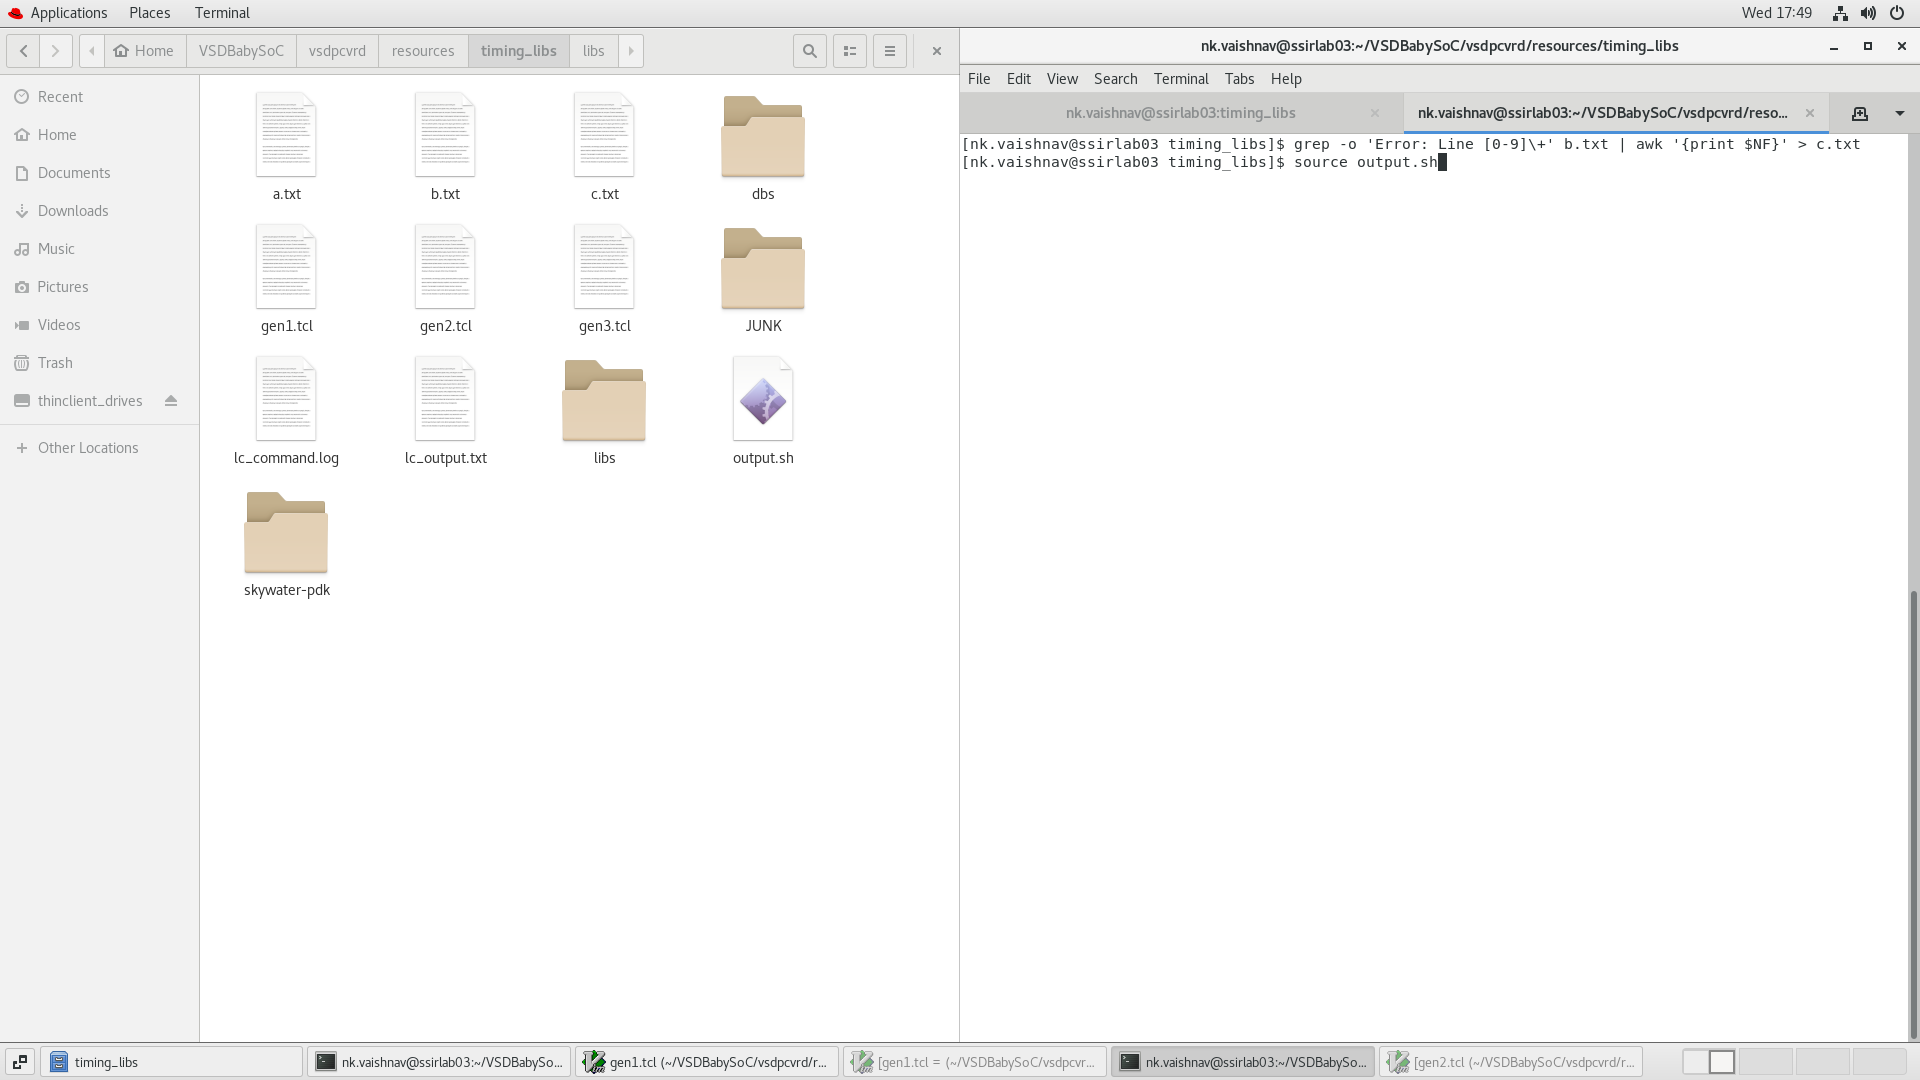 Applications Places Terminal Wed 17:49
Home VSDBabySoC vsdpcvrd resources timing_libs libs
nk.vaishnav@ssirlab03:~/VSDBabySoC/vsdpcvrd/resources/timing_libs
File Edit View Search Terminal Tabs Help
nk.vaishnav@ssirlab03:timing_libs
nk.vaishnav@ssirlab03:~/VSDBabySoC/vsdpcvrd/reso...
[nk.vaishnav@ssirlab03 timing_libs]$ grep -o 'Error: Line [0-9]\+' b.txt | awk '{print $NF}' > c.txt
[nk.vaishnav@ssirlab03 timing_libs]$ source output.sh
Recent
Home
Documents
Downloads
Music
Pictures
Videos
Trash
thinclient_drives
Other Locations
a.txt b.txt c.txt dbs
gen1.tcl gen2.tcl gen3.tcl JUNK
lc_command.log lc_output.txt libs output.sh
skywater-pdk
timing_libs
nk.vaishnav@ssirlab03:~/VSDBabySo...
gen1.tcl (~/VSDBabySoC/vsdpcvrd/r...
[gen1.tcl = (~/VSDBabySoC/vsdpcvr...
nk.vaishnav@ssirlab03:~/VSDBabySo...
[gen2.tcl (~/VSDBabySoC/vsdpcvrd/r...